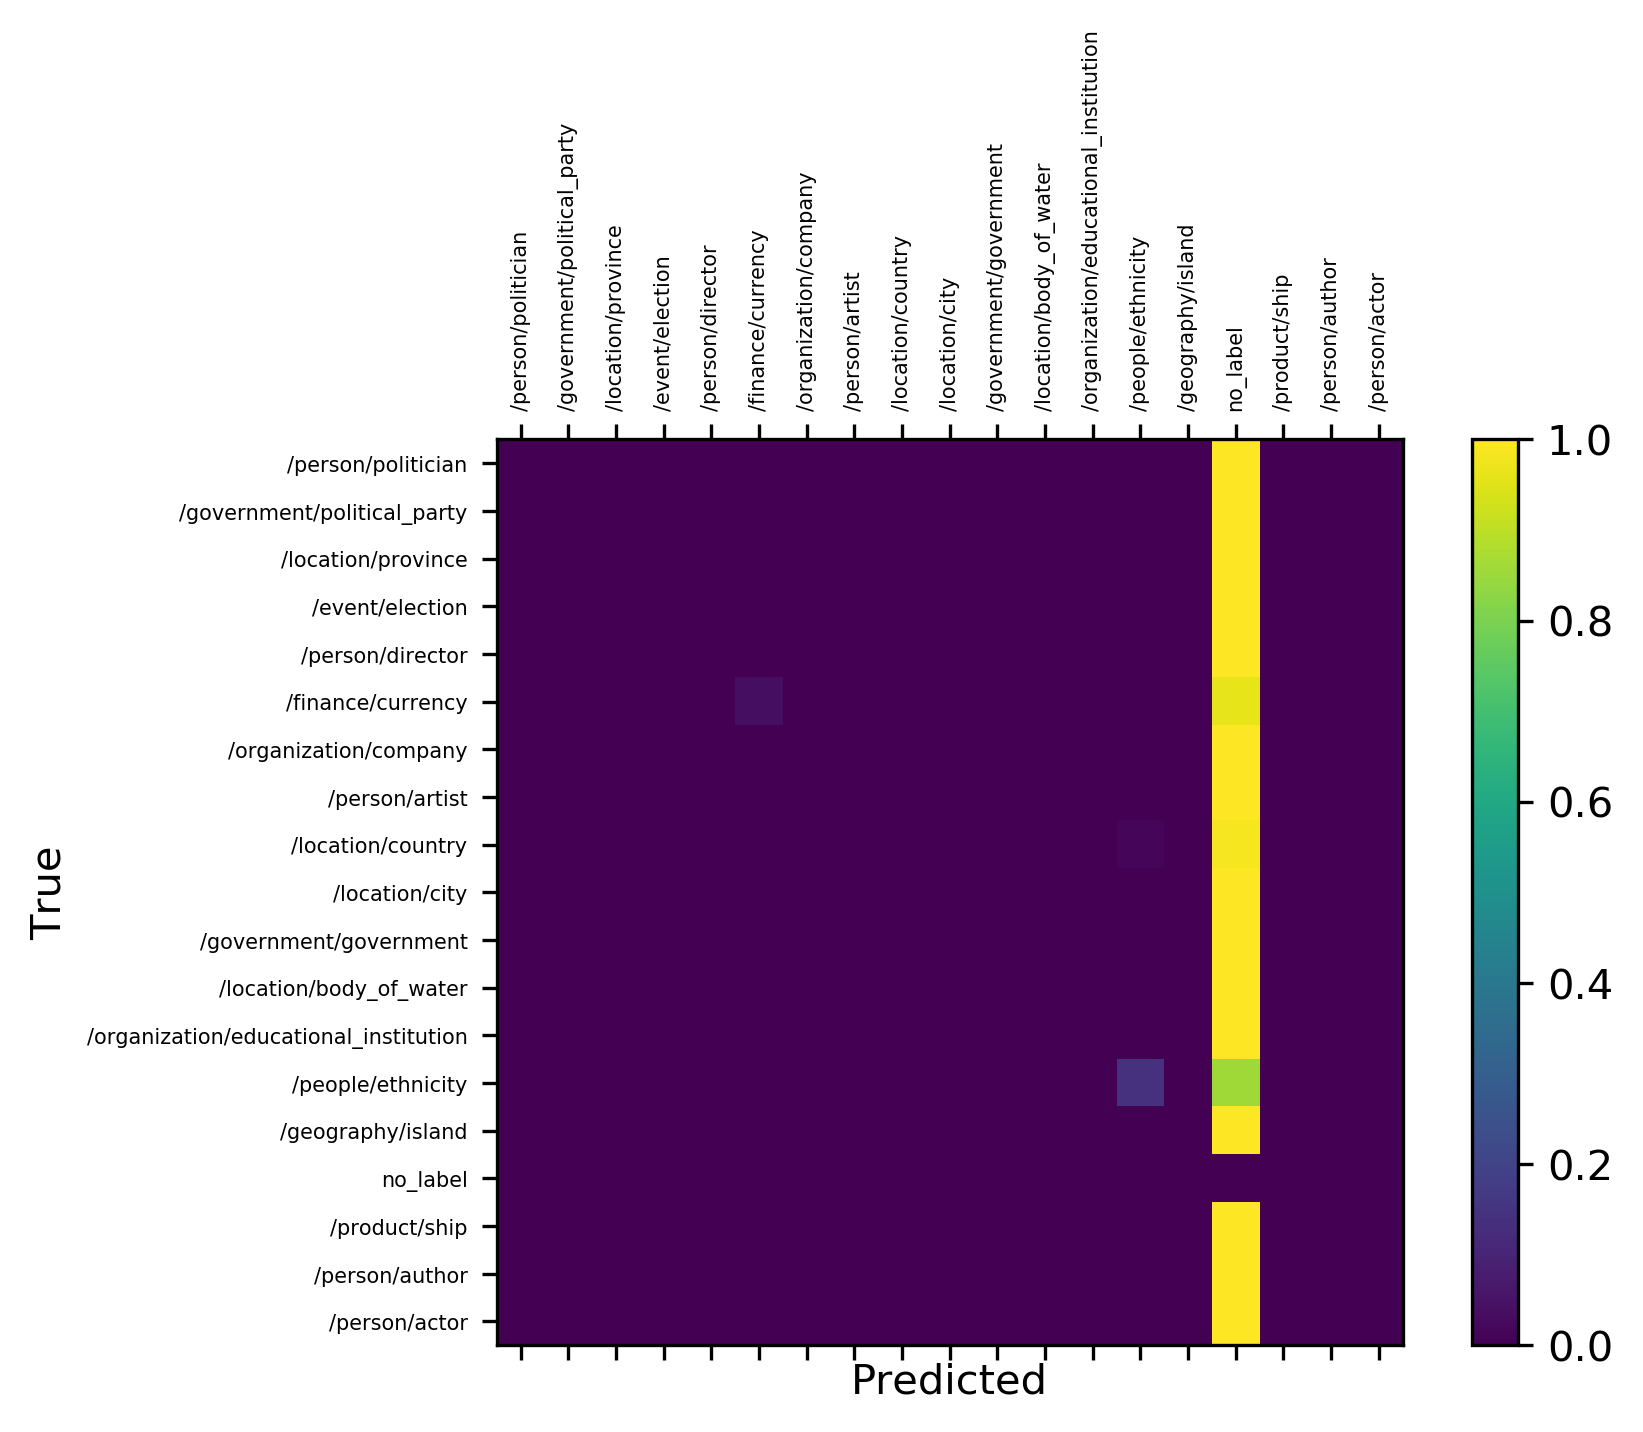 /person/politician
/government/political_party
/location/province
/event/election
/person/director
/finance/currency
/organization/company
/person/artist
/location/country
/location/city
/government/government
/location/body_of_water
/organization/educational_institution
/people/ethnicity
/geography/island
no_label
/product/ship
/person/author
/person/actor
True
/person/politician
/government/political_party
/location/province
/event/election
/person/director
/finance/currency
/organization/company
/person/artist
/location/country
/location/city
/government/government
/location/body_of_water
/organization/educational_institution
/people/ethnicity
/geography/island
no_label
/product/ship
/person/author
/person/actor
Predicted
1.0
0.8
0.6
0.4
0.2
0.0